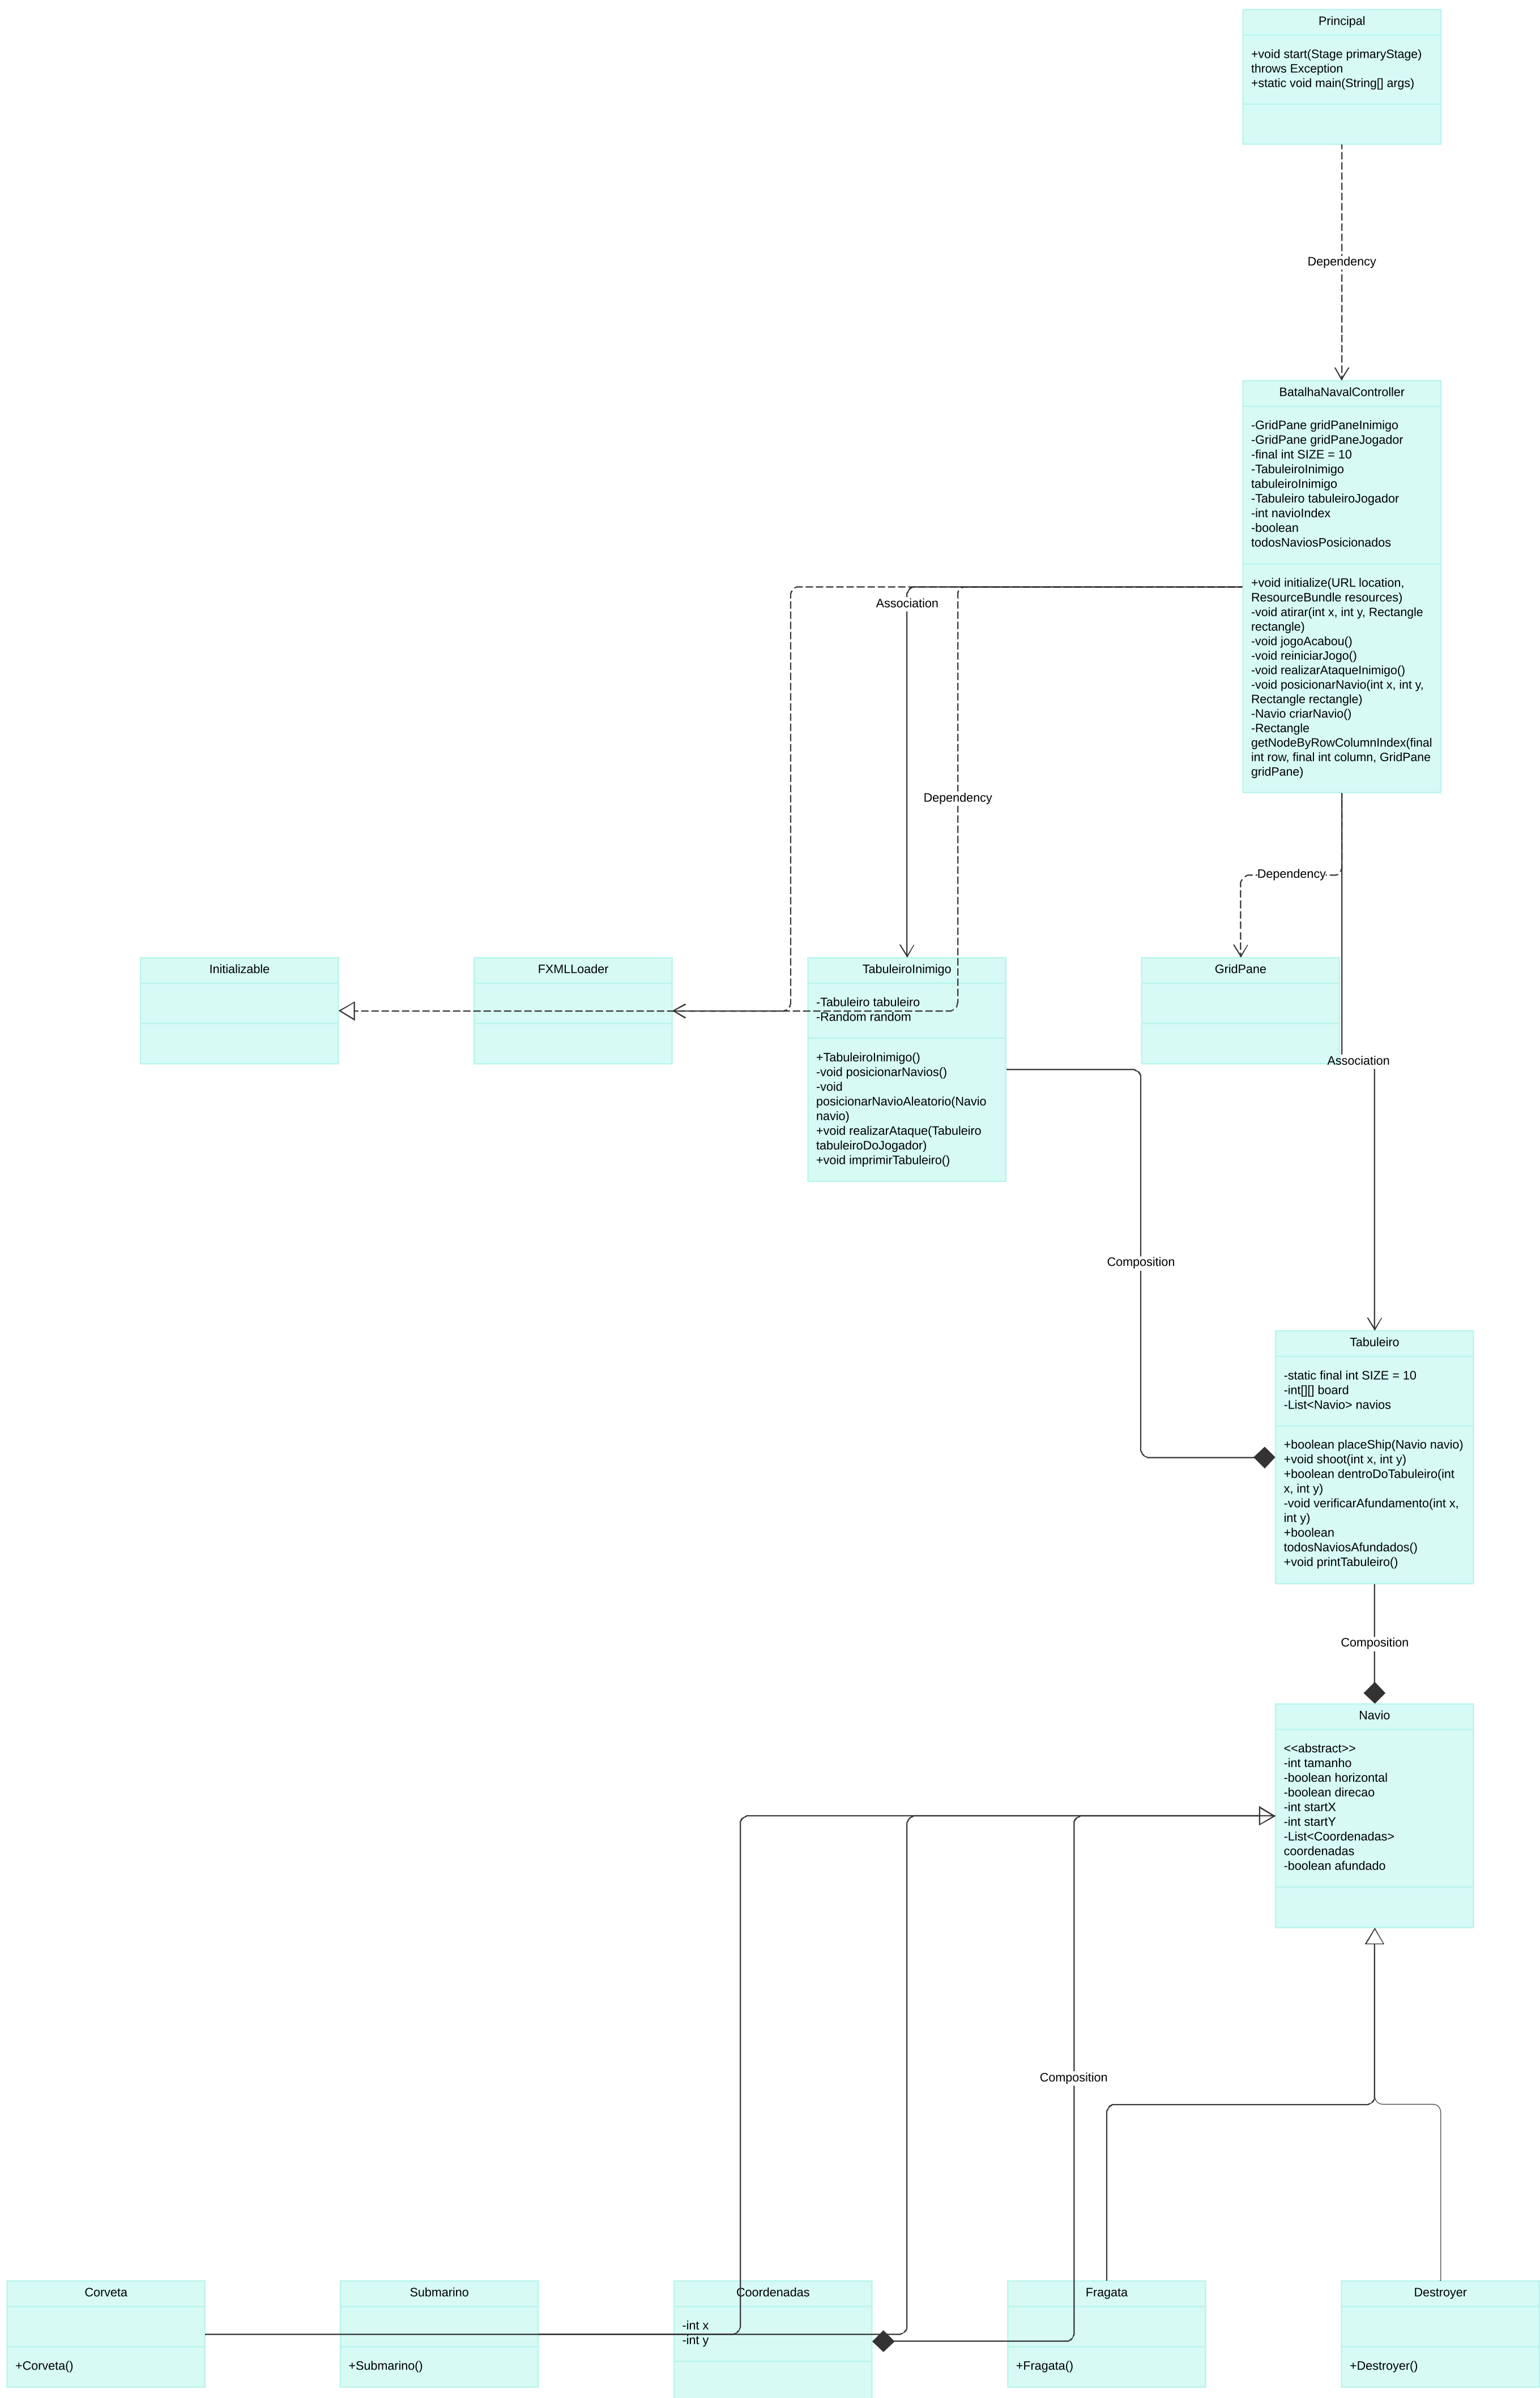 Principal
+void start(Stage primaryStage)
throws Exception
+static void main(String[] args)
Dependency
BatalhaNavalController
-GridPane gridPaneInimigo
-GridPane gridPaneJogador
-final int SIZE = 10
-TabuleiroInimigo
tabuleiroInimigo
-Tabuleiro tabuleiroJogador
-int navioIndex
-boolean
todosNaviosPosicionados
+void initialize(URL location,
ResourceBundle resources)
-void atirar(int x, int y, Rectangle
rectangle)
-void jogoAcabou()
-void reiniciarJogo()
-void realizarAtaqueInimigo()
-void posicionarNavio(int x, int y,
Rectangle rectangle)
-Navio criarNavio()
-Rectangle
getNodeByRowColumnIndex(final
int row, final int column, GridPane
gridPane)
Association
Dependency
Dependency
Initializable
FXMLLoader
TabuleiroInimigo
-Tabuleiro tabuleiro
-Random random
+TabuleiroInimigo()
-void posicionarNavios()
-void
posicionarNavioAleatorio(Navio
navio)
+void realizarAtaque(Tabuleiro
tabuleiroDoJogador)
+void imprimirTabuleiro()
GridPane
Association
Composition
Tabuleiro
-static final int SIZE = 10
-int[][] board
-List<Navio> navios
+boolean placeShip(Navio navio)
+void shoot(int x, int y)
+boolean dentroDoTabuleiro(int
x, int y)
-void verificarAfundamento(int x,
int y)
+boolean
todosNaviosAfundados()
+void printTabuleiro()
Composition
Navio
<<abstract>>
-int tamanho
-boolean horizontal
-boolean direcao
-int startX
-int startY
-List<Coordenadas>
coordenadas
-boolean afundado
Composition
Corveta
+Corveta()
Submarino
+Submarino()
Coordenadas
-int x
-int y
Fragata
+Fragata()
Destroyer
+Destroyer()